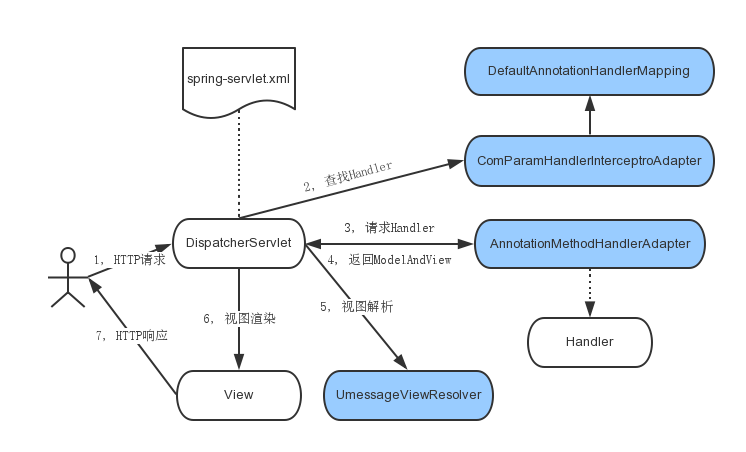 spring-servlet.xml
DefaultAnnotationHandlerMapping
ComParamHandlerInterceptroAdapter
2, 查找Handler
DispatcherServlet
3, 请求Handler
AnnotationMethodHandlerAdapter
1, HTTP请求
4, 返回ModelAndView
5, 视图解析
6, 视图渲染
7, HTTP响应
Handler
View
UmessageViewResolver